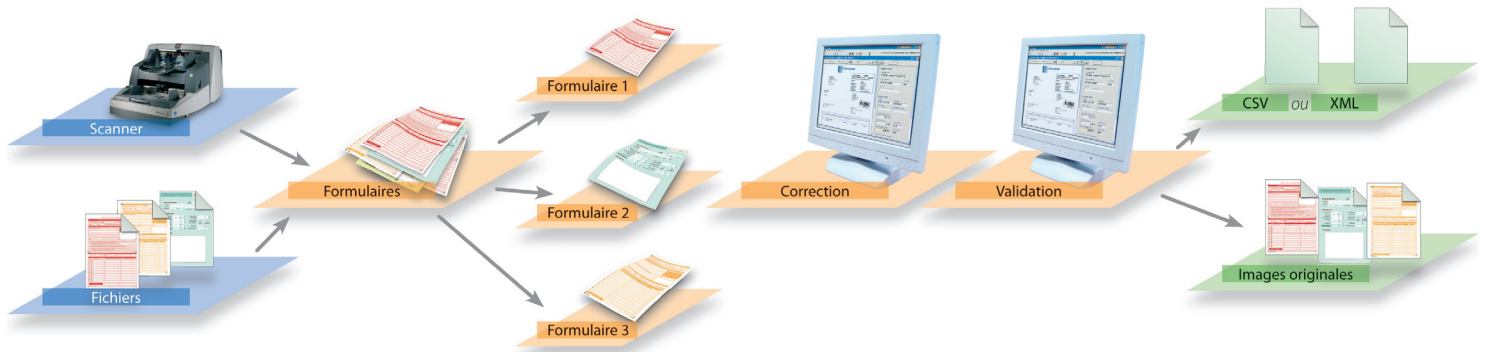 Scanner
Fichiers
Formulaires
Formulaire 1
Formulaire 2
Formulaire 3
Correction
Validation
CSV ou XML
Images originales